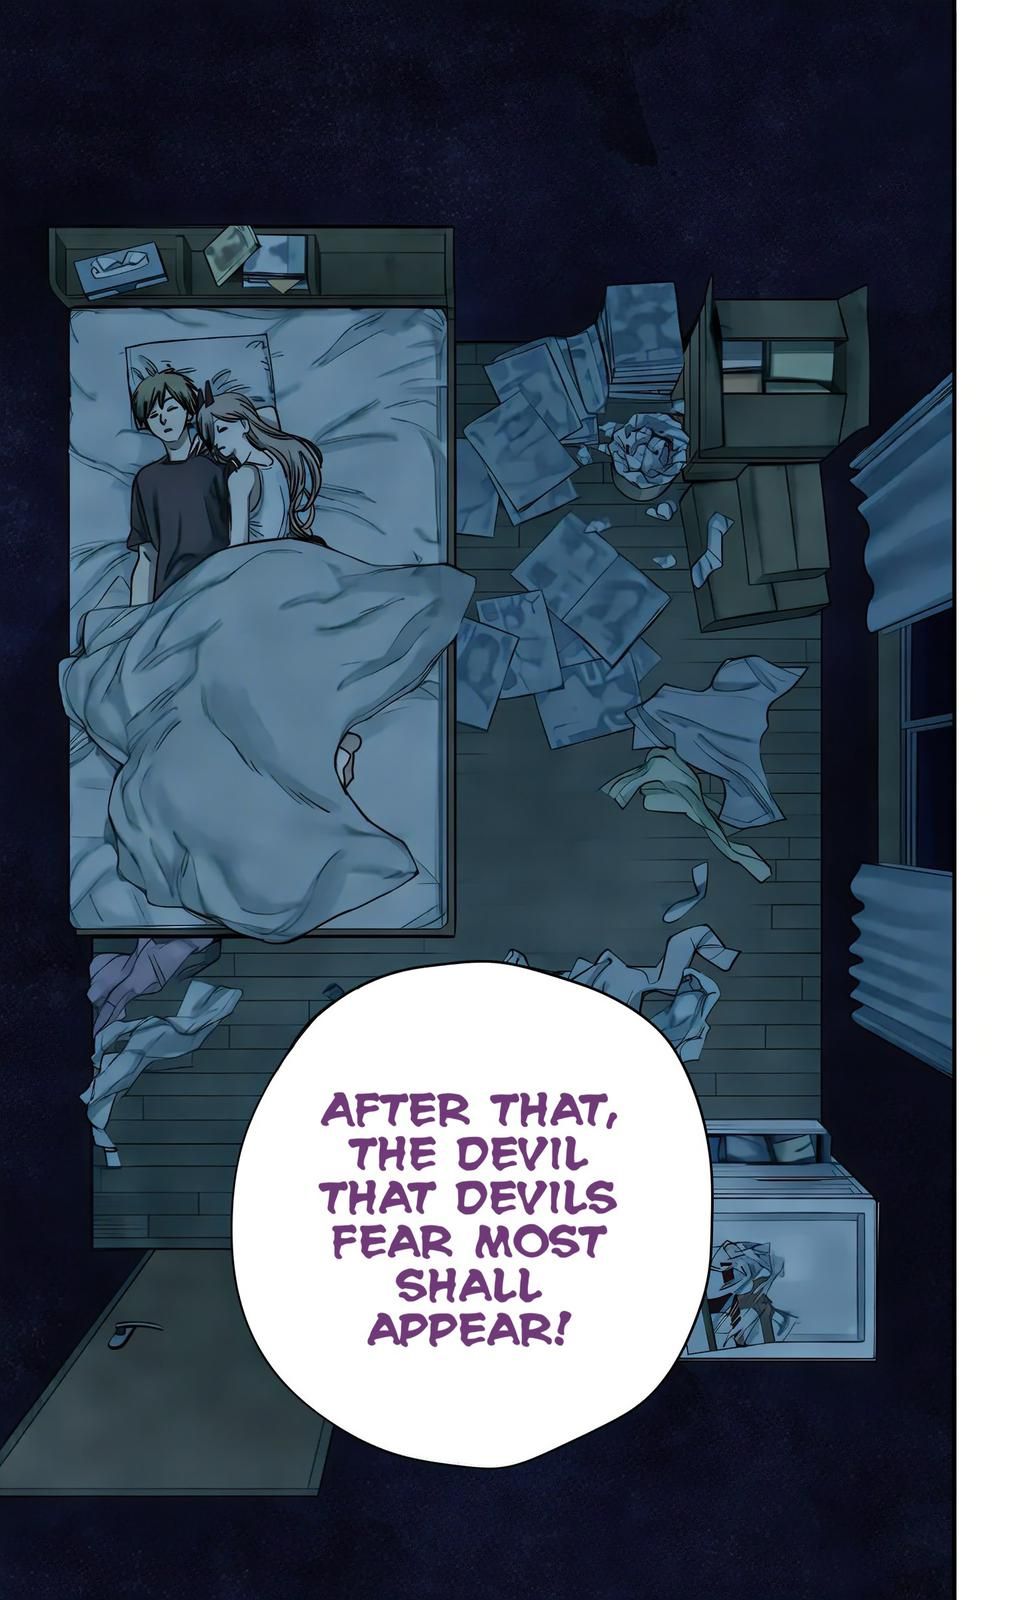 AFTER THAT,
THE DEVIL
THAT DEVILS
FEAR MOST
SHALL
APPEAR!